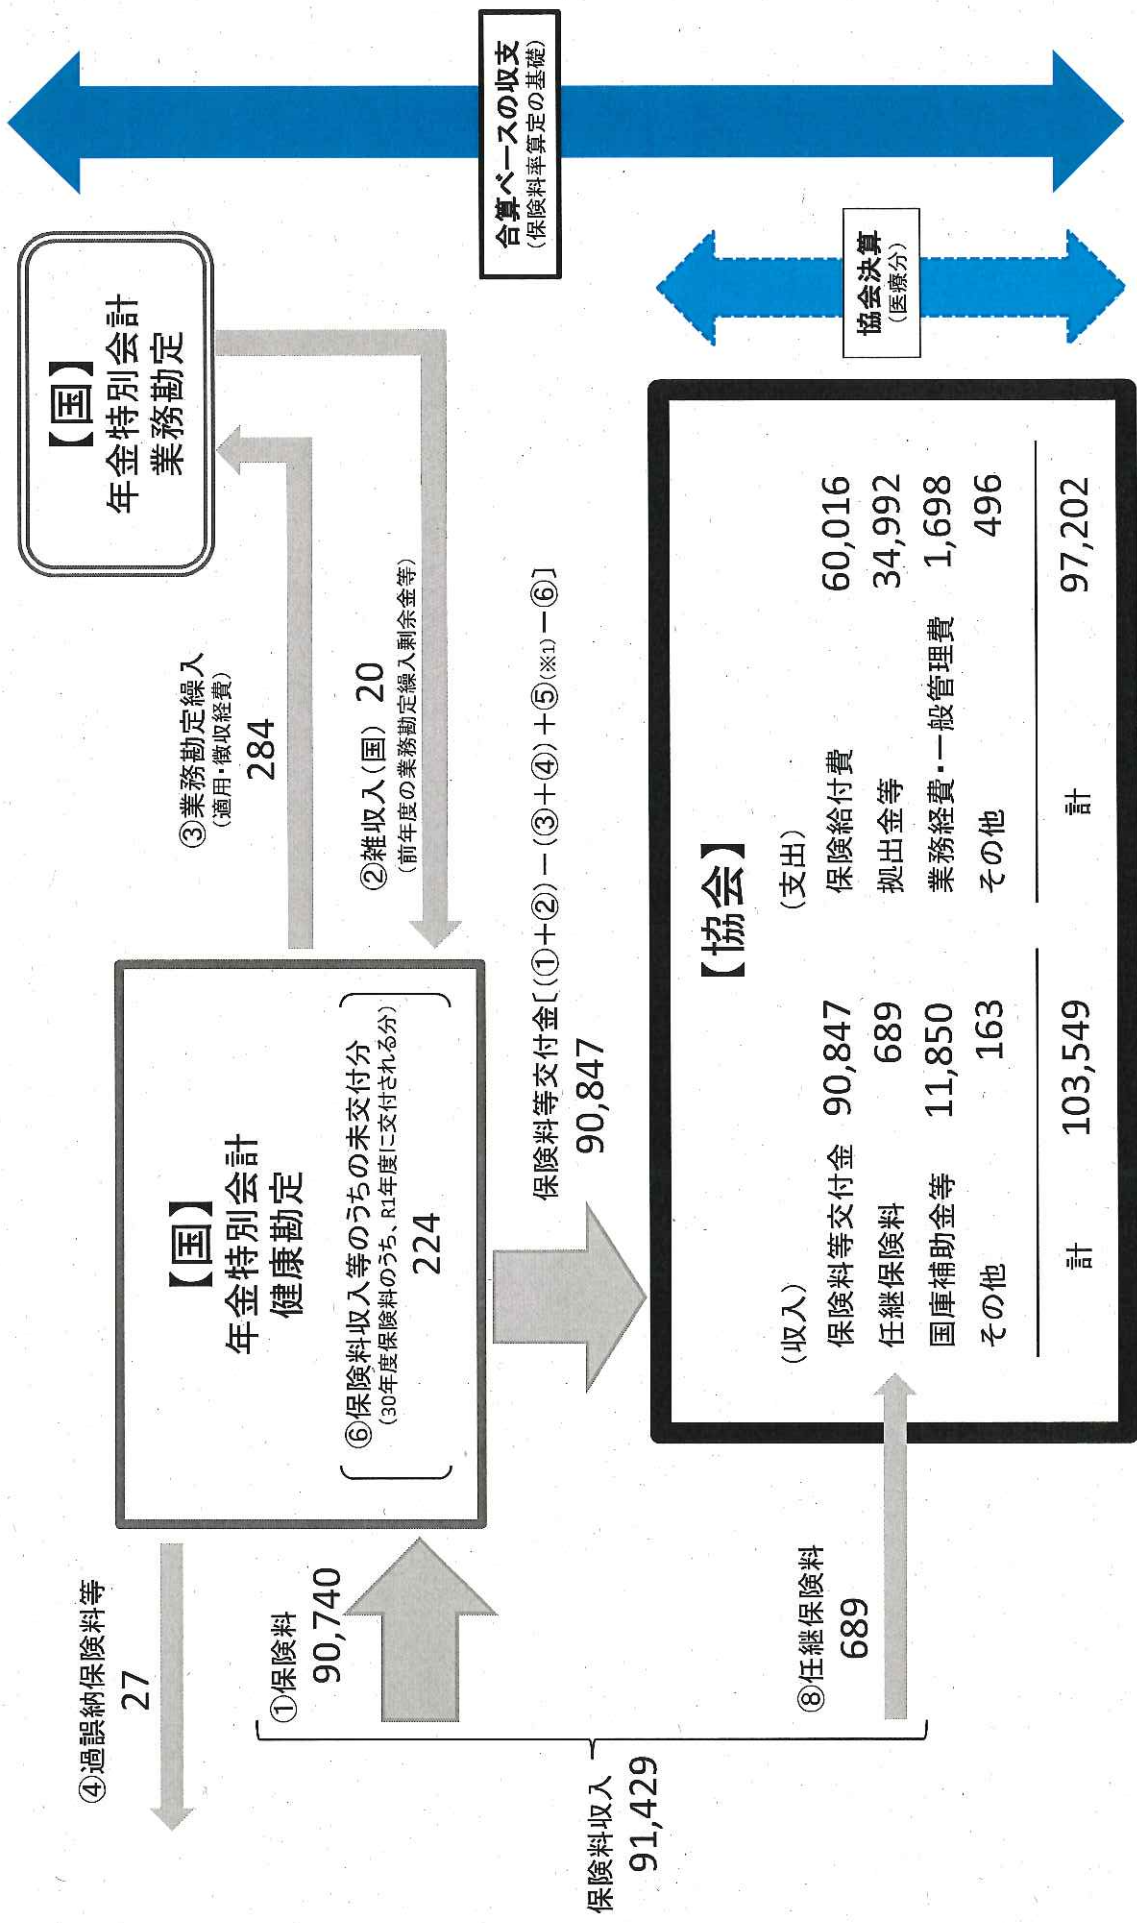 ④過誤納保険料等
27
①保険料
90,740
保険料収入
91,429
⑧任継保険料
689
【国】
年金特別会計
健康勘定
⑥保険料収入等のうちの未交付分
(30年度保険料のうち、R1年度に交付される分)
224
③業務勘定繰入
(適用・徴収経費)
284
②雑収入(国) 20
(前年度の業務勘定繰入剰余金等)
【国】
年金特別会計
業務勘定
保険料等交付金[(①+②)-(③+④)+⑤(※1)-⑥]
90,847
【協会】
(収入)
保険料等交付金 90,847
任継保険料 689
国庫補助金等 11,850
その他 163
計 103,549
(支出)
保険給付費 60,016
拠出金等 34,992
業務経費・一般管理費 1,698
その他 496
計 97,202
合算ベースの収支
(保険料率算定の基礎)
協会決算
(医療分)